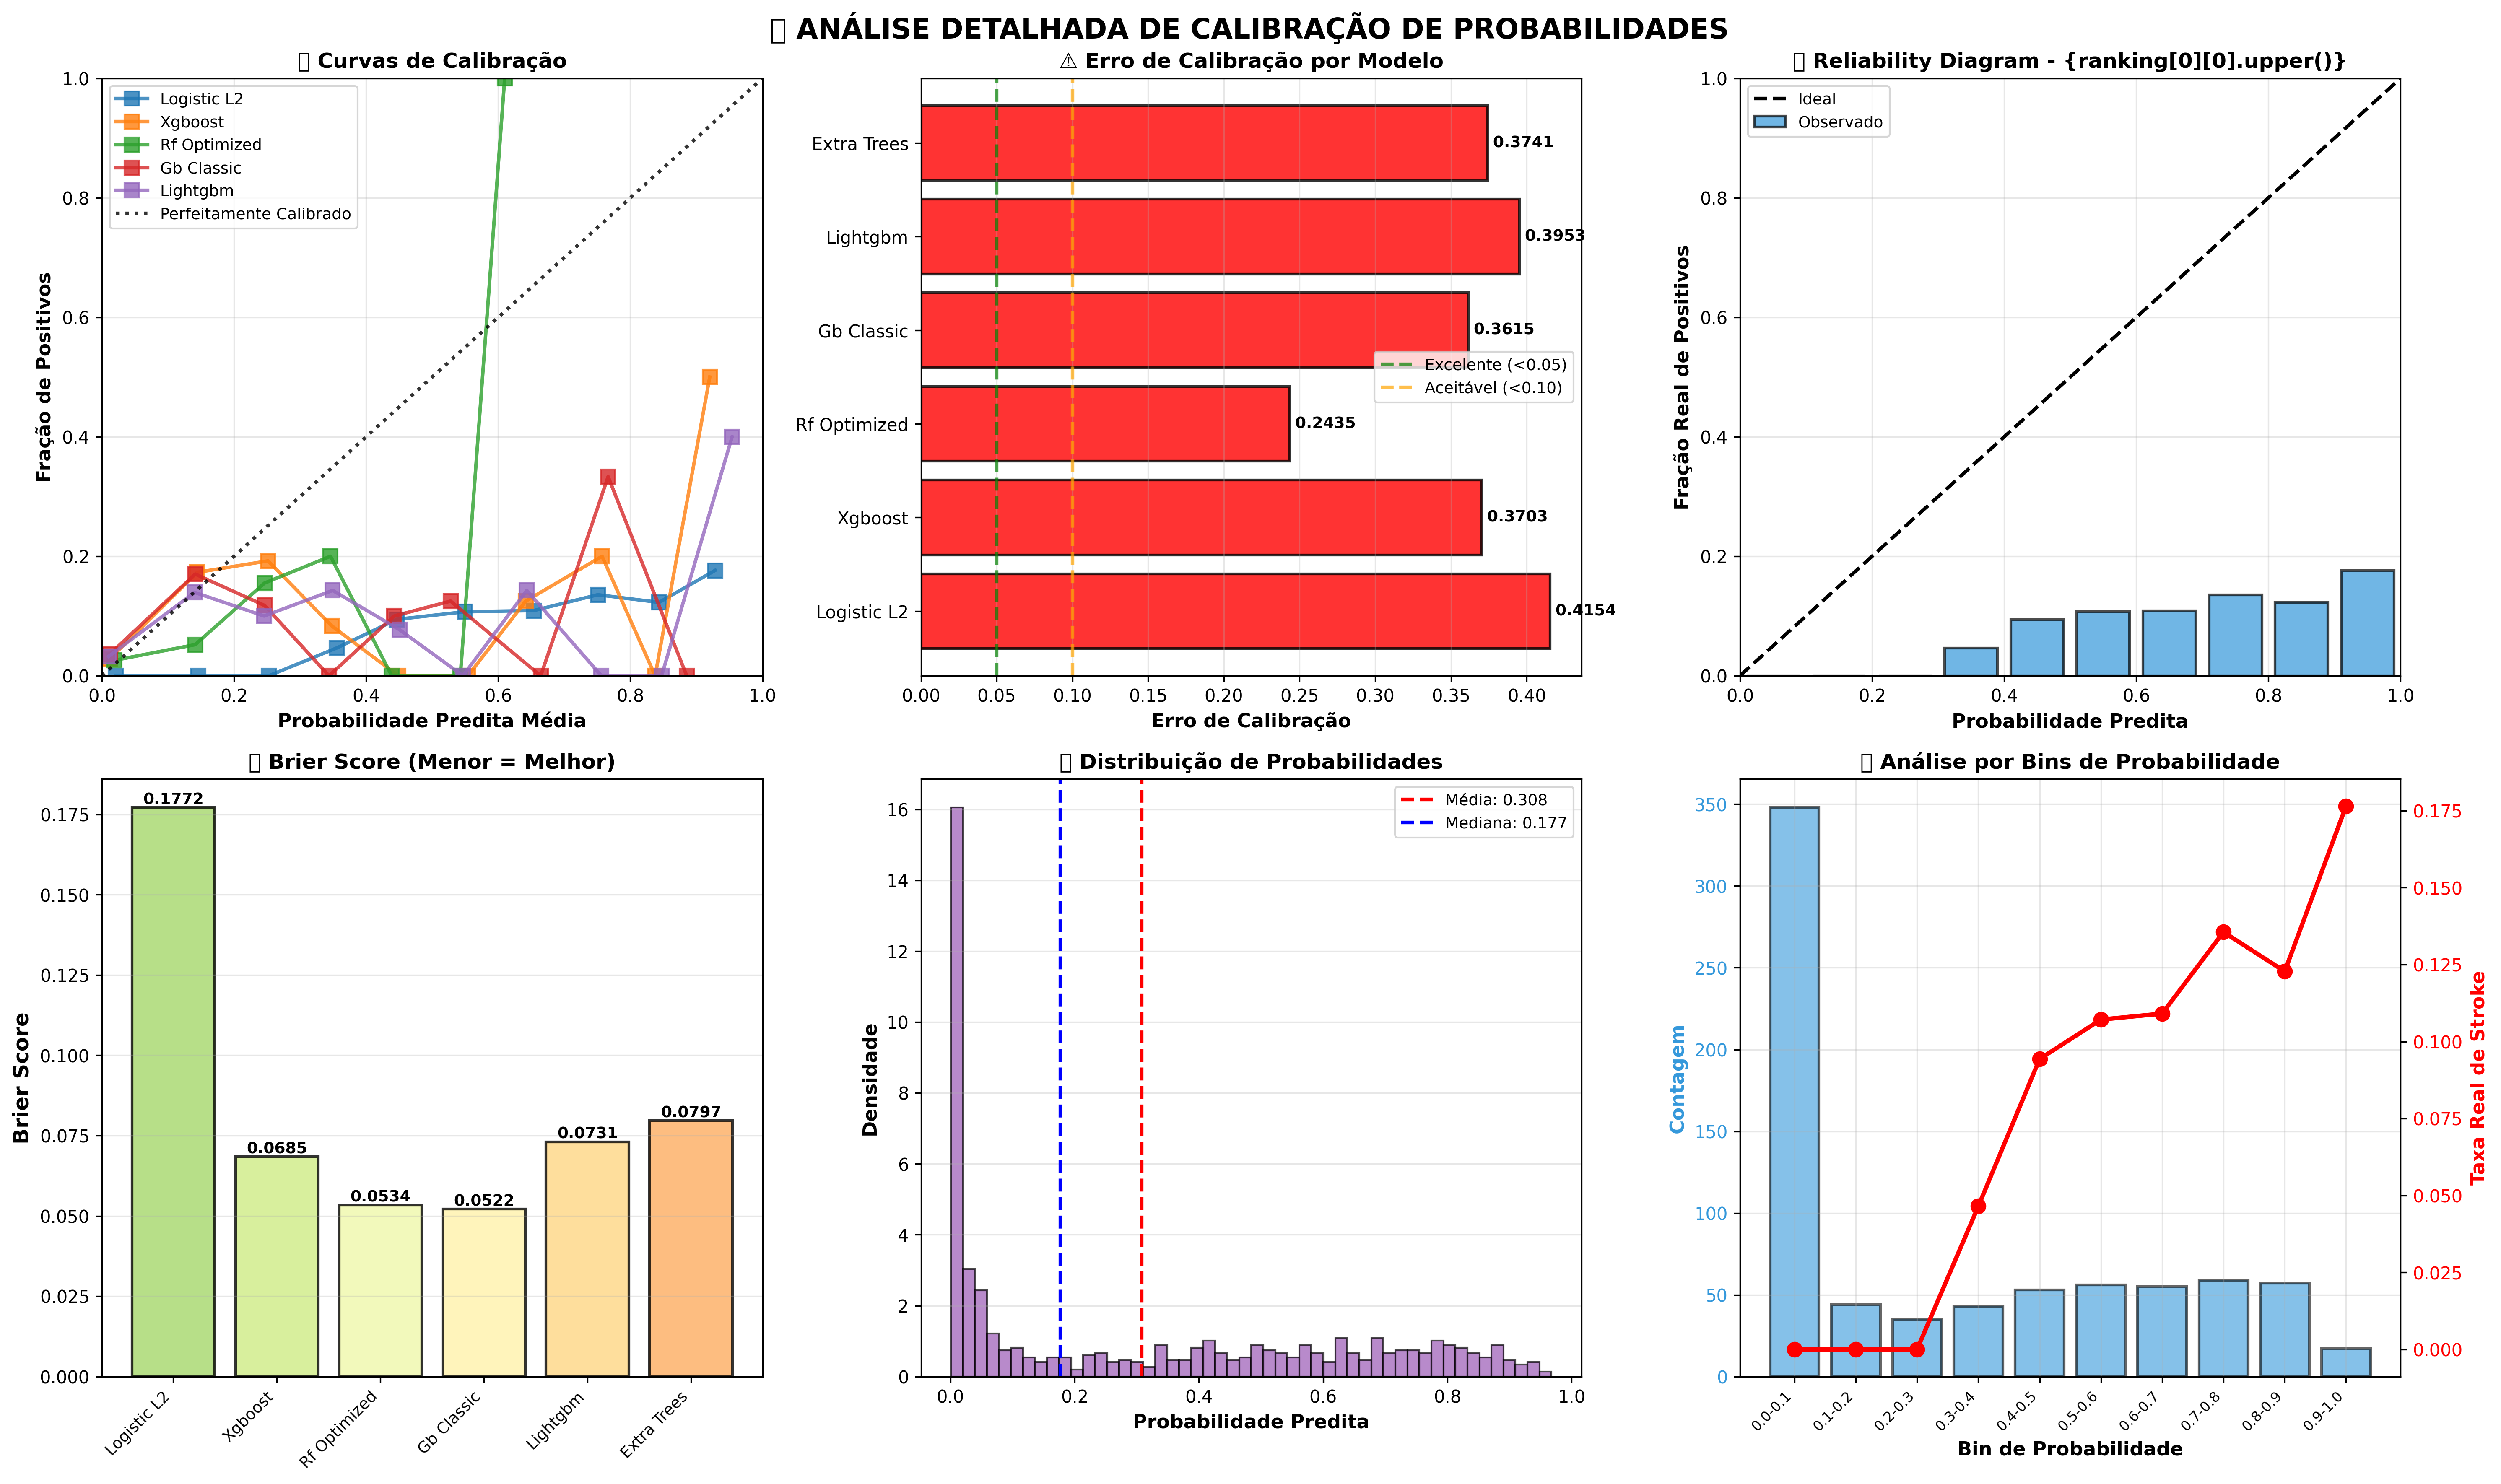 ANÁLISE DETALHADA DE CALIBRAÇÃO DE PROBABILIDADES
Curvas de Calibração
Fração de Positivos
1.0
0.8
0.6
0.4
0.2
0.0
Logistic L2
Xgboost
Rf Optimized
Gb Classic
Lightgbm
Perfeitamente Calibrado
0.0 0.2 0.4 0.6 0.8 1.0
Probabilidade Predita Média
⚠ Erro de Calibração por Modelo
Extra Trees 0.3741
Lightgbm 0.3953
Gb Classic 0.3615
Excelente (<0.05)
Aceitável (<0.10)
Rf Optimized 0.2435
Xgboost 0.3703
Logistic L2 0.4154
0.00 0.05 0.10 0.15 0.20 0.25 0.30 0.35 0.40
Erro de Calibração
Reliability Diagram - {ranking[0][0].upper()}
Fração Real de Positivos
1.0
0.8
0.6
0.4
0.2
0.0
Ideal
Observado
0.0 0.2 0.4 0.6 0.8 1.0
Probabilidade Predita
Brier Score (Menor = Melhor)
Brier Score
0.175
0.150
0.125
0.100
0.075
0.050
0.025
0.000
0.1772
0.0685
0.0534
0.0522
0.0731
0.0797
Logistic L2
Xgboost
Rf Optimized
Gb Classic
Lightgbm
Extra Trees
Distribuição de Probabilidades
Densidade
16
14
12
10
8
6
4
2
0
Média: 0.308
Mediana: 0.177
0.0 0.2 0.4 0.6 0.8 1.0
Probabilidade Predita
Análise por Bins de Probabilidade
Contagem
350
300
250
200
150
100
50
0
0.175
0.150
0.125
0.100
0.075
0.050
0.025
0.000
Taxa Real de Stroke
0.0-0.1
0.1-0.2
0.2-0.3
0.3-0.4
0.4-0.5
0.5-0.6
0.6-0.7
0.7-0.8
0.8-0.9
0.9-1.0
Bin de Probabilidade